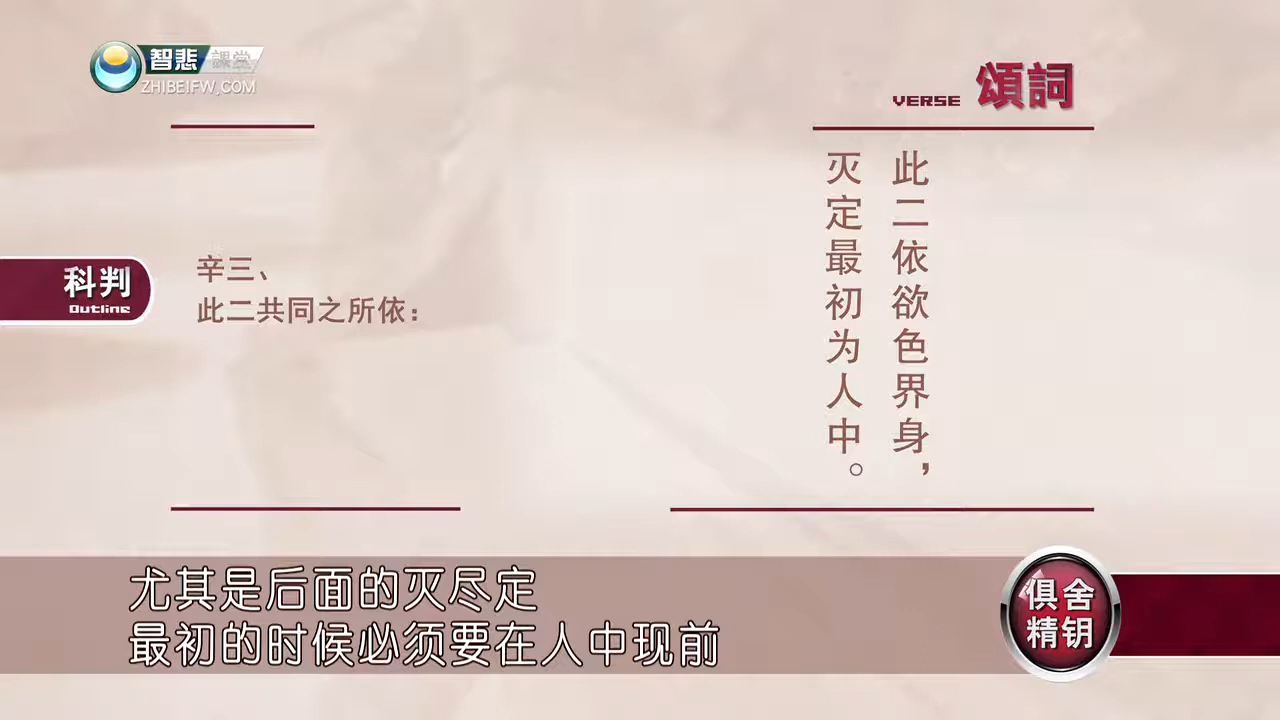 智悲課堂
ZHIBEIFW.COM
VERSE 頌詞
此二依欲色界身，
灭定最初为人中。
科判
Outline
辛三、
此二共同之所依：
尤其是后面的灭尽定
最初的时候必须要在人中现前
俱舍
精钥